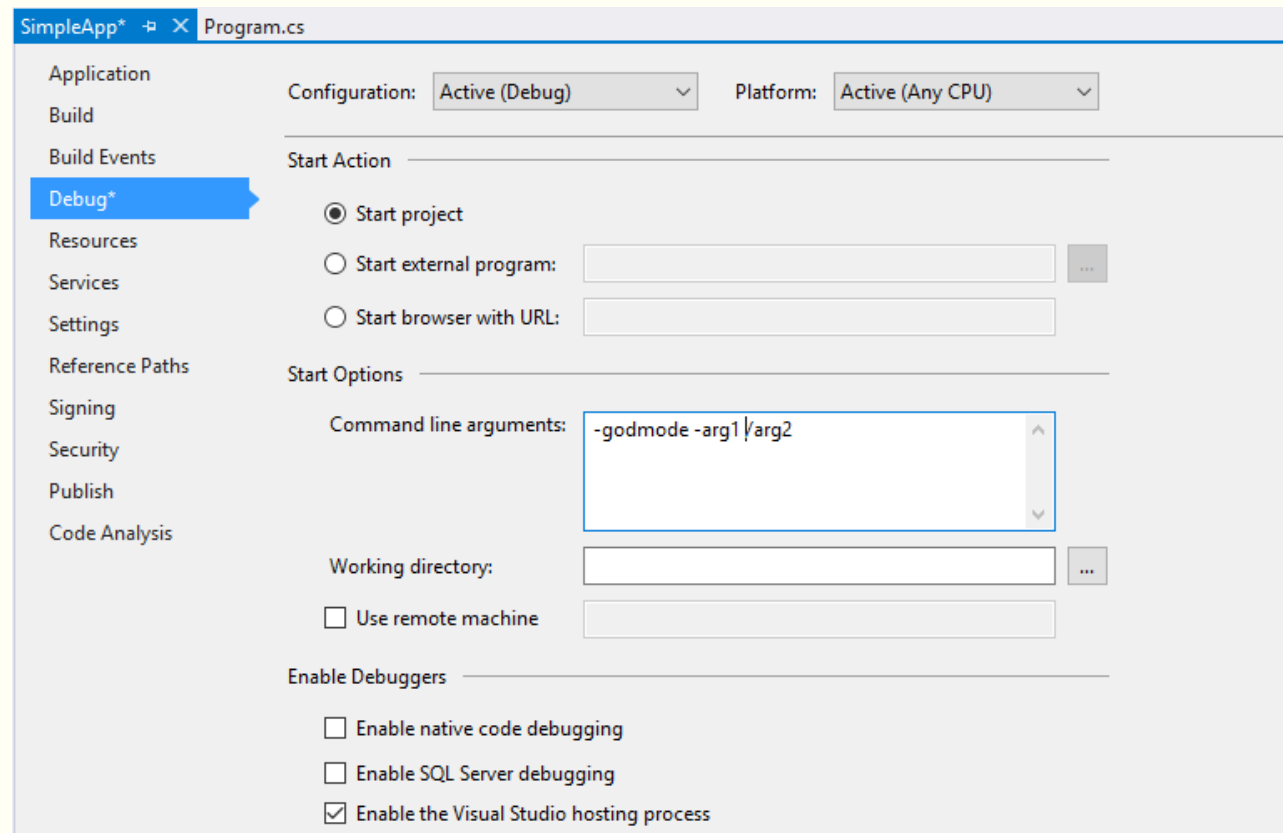 SimpleApp* Program.cs
Application
Build
Build Events
Debug*
Resources
Services
Settings
Reference Paths
Signing
Security
Publish
Code Analysis
Configuration: Active (Debug) Platform: Active (Any CPU)
Start Action
Start project
Start external program: ...
Start browser with URL:
Start Options
Command line arguments: -godmode -arg1 /arg2
Working directory: ...
Use remote machine
Enable Debuggers
Enable native code debugging
Enable SQL Server debugging
Enable the Visual Studio hosting process